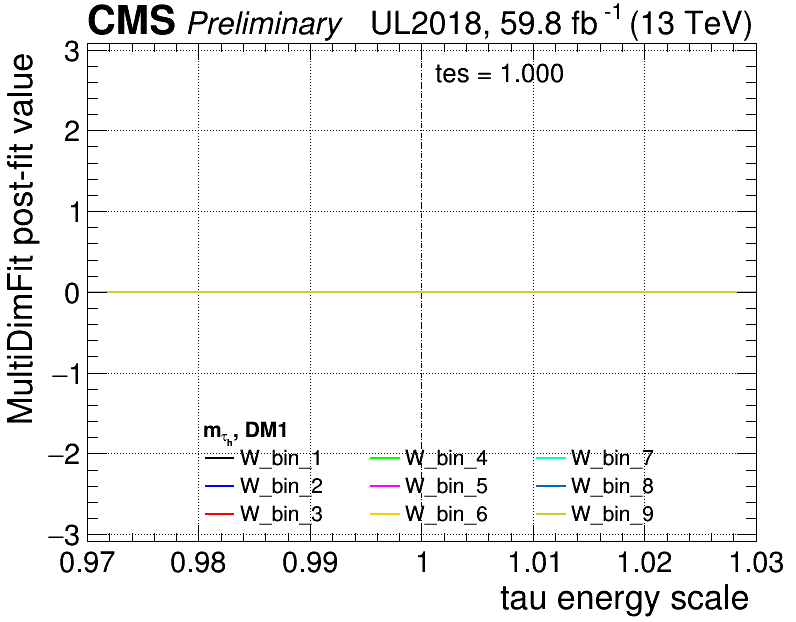 CMS Preliminary UL2018, 59.8 fb⁻¹ (13 TeV)
MultiDimFit post-fit value
3
2
1
0
−1
−2
−3
tes = 1.000
mτₕ, DM1
W_bin_1 W_bin_4 W_bin_7
W_bin_2 W_bin_5 W_bin_8
W_bin_3 W_bin_6 W_bin_9
0.97 0.98 0.99 1 1.01 1.02 1.03
tau energy scale